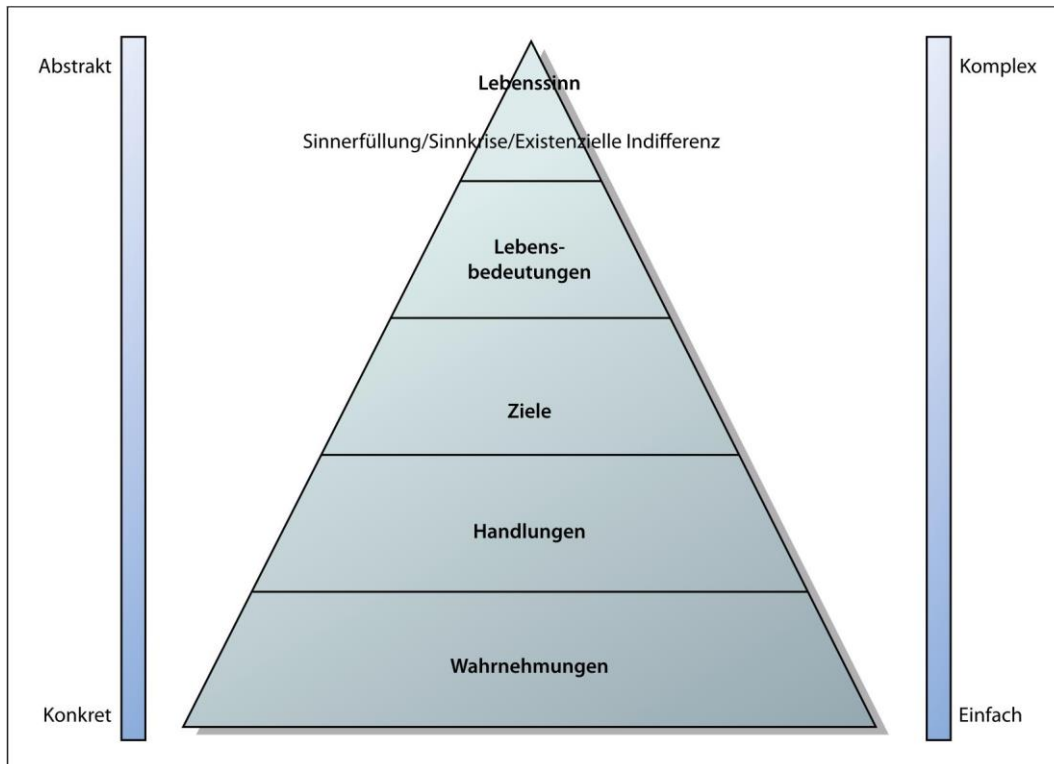 Abstrakt
Komplex
Lebenssinn
Sinnerfüllung/Sinnkrise/Existenzielle Indifferenz
Lebens-
bedeutungen
Ziele
Handlungen
Wahrnehmungen
Konkret
Einfach